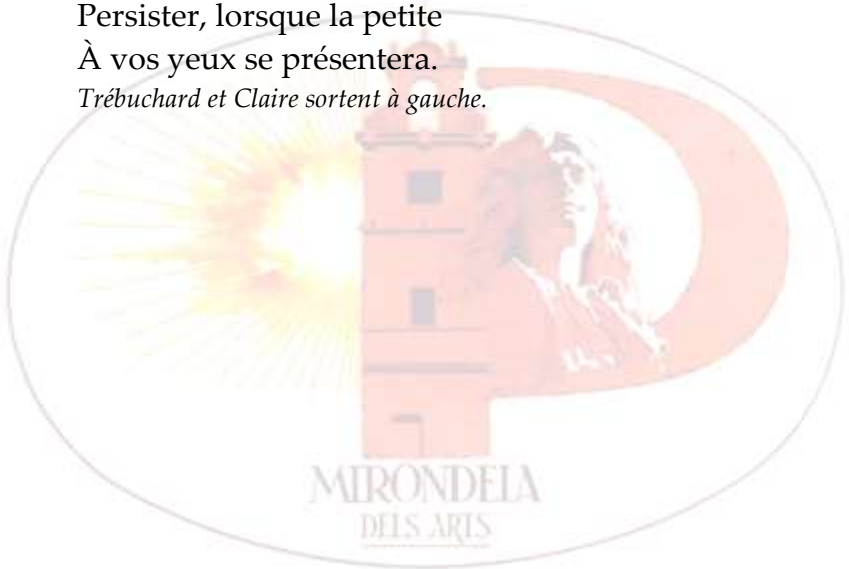 Persister, lorsque la petite
À vos yeux se présentera.
Trébuchard et Claire sortent à gauche.
MIRONDELA
DELS ARTS